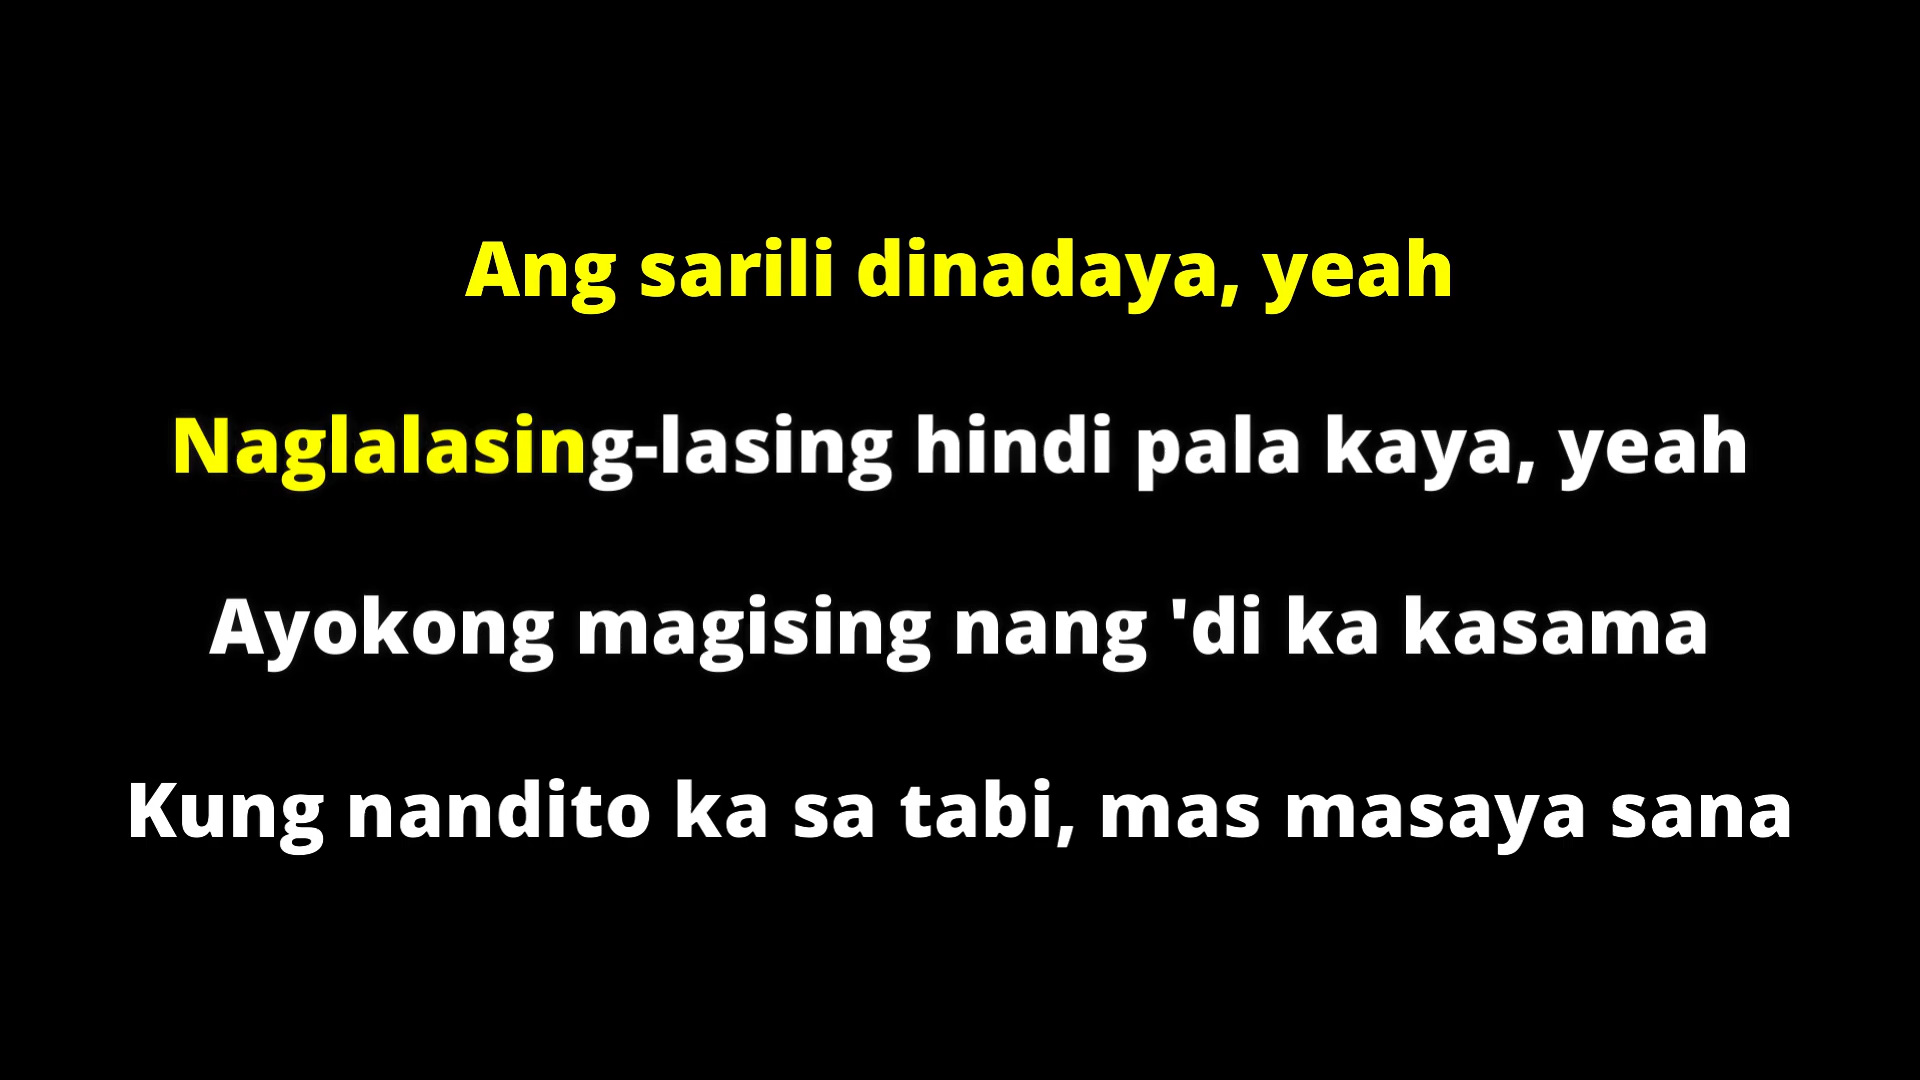 Ang sarili dinadaya, yeah
Naglalasing-lasing hindi pala kaya, yeah
Ayokong magising nang 'di ka kasama
Kung nandito ka sa tabi, mas masaya sana